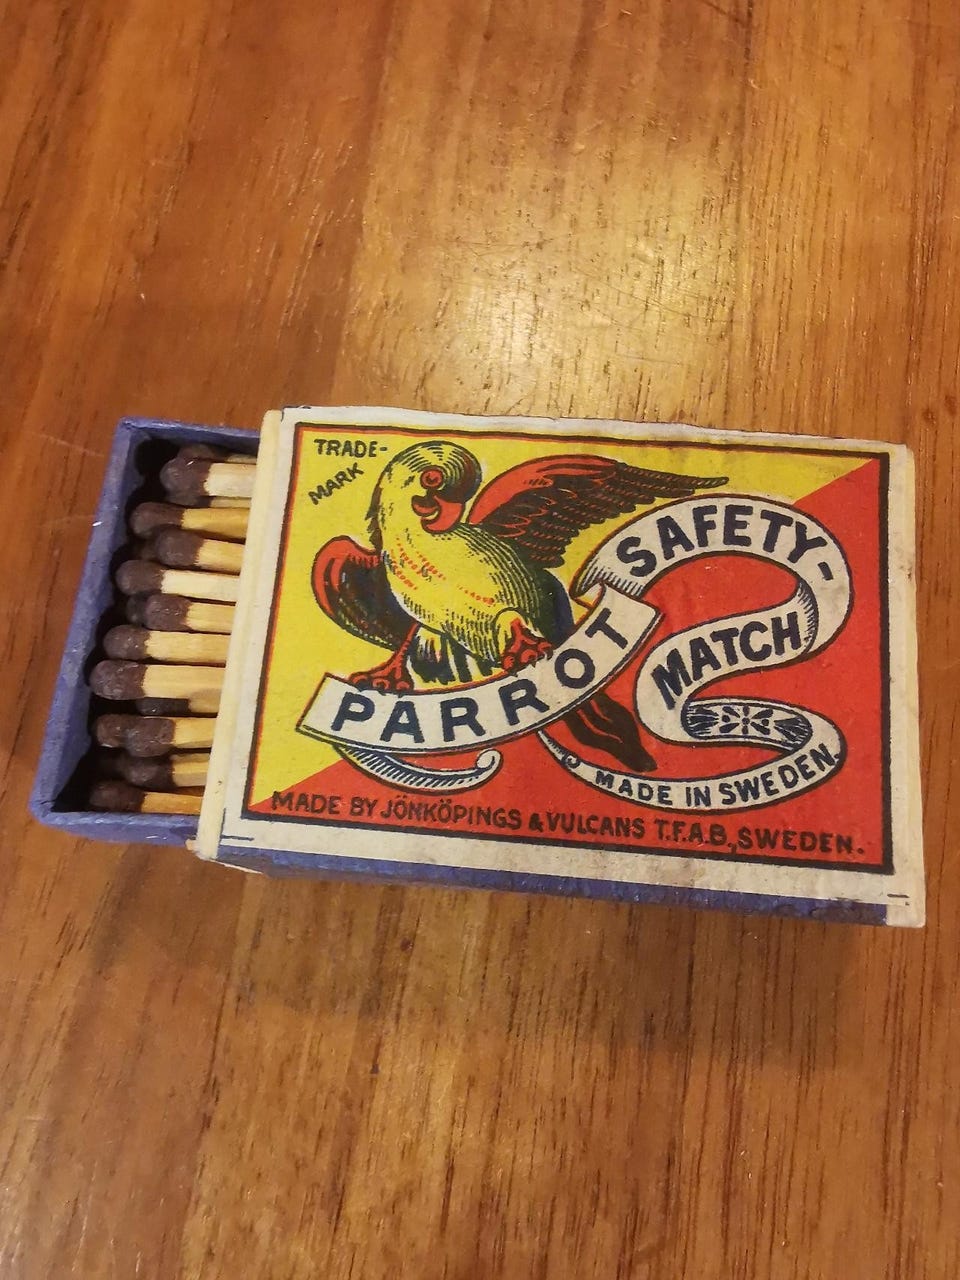 TRADE-
MARK
PARROT
SAFETY-
MATCH
MADE IN SWEDEN.
MADE BY JÖNKÖPINGS & VULCANS T.F.A.B., SWEDEN.